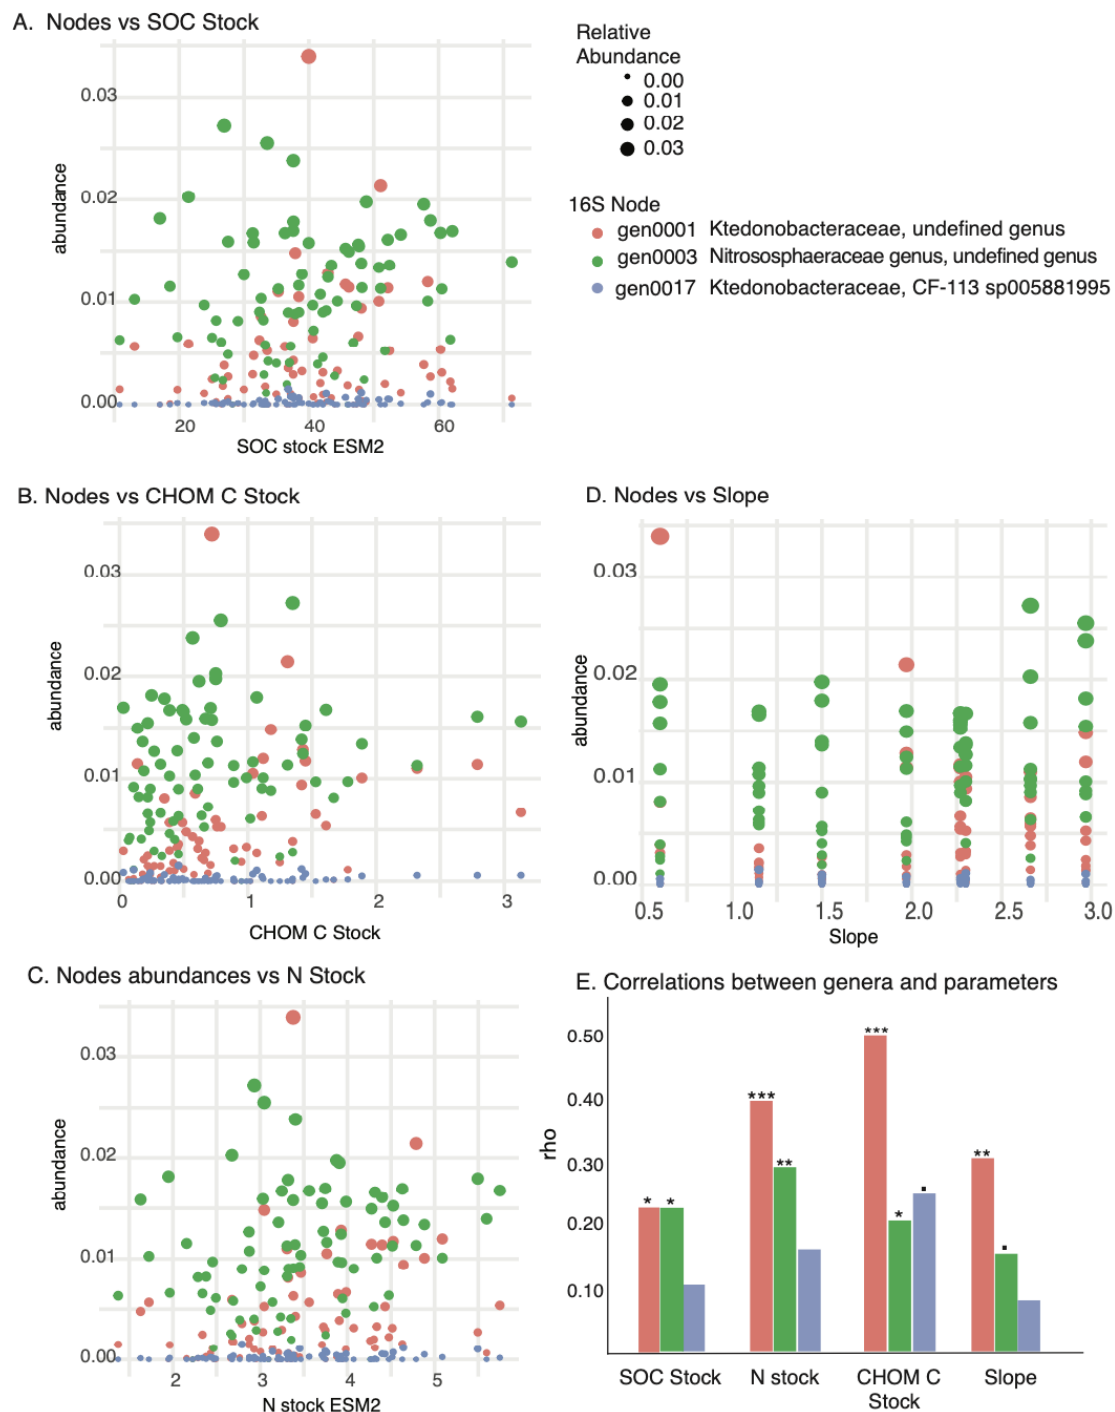 A. Nodes vs SOC Stock
0.03
0.02
0.01
0.00
abundance
20 40 60
SOC stock ESM2
Relative
Abundance
0.00
0.01
0.02
0.03
16S Node
gen0001 Ktedonobacteraceae, undefined genus
gen0003 Nitrososphaeraceae genus, undefined genus
gen0017 Ktedonobacteraceae, CF-113 sp005881995
B. Nodes vs CHOM C Stock
0.03
0.02
0.01
0.00
abundance
0 1 2 3
CHOM C Stock
D. Nodes vs Slope
0.03
0.02
0.01
0.00
abundance
0.5 1.0 1.5 2.0 2.5 3.0
Slope
C. Nodes abundances vs N Stock
0.03
0.02
0.01
0.00
abundance
2 3 4 5
N stock ESM2
E. Correlations between genera and parameters
0.50
0.40
0.30
0.20
0.10
rho
* *
*** **
*** * .
** .
SOC Stock N stock CHOM C Stock Slope